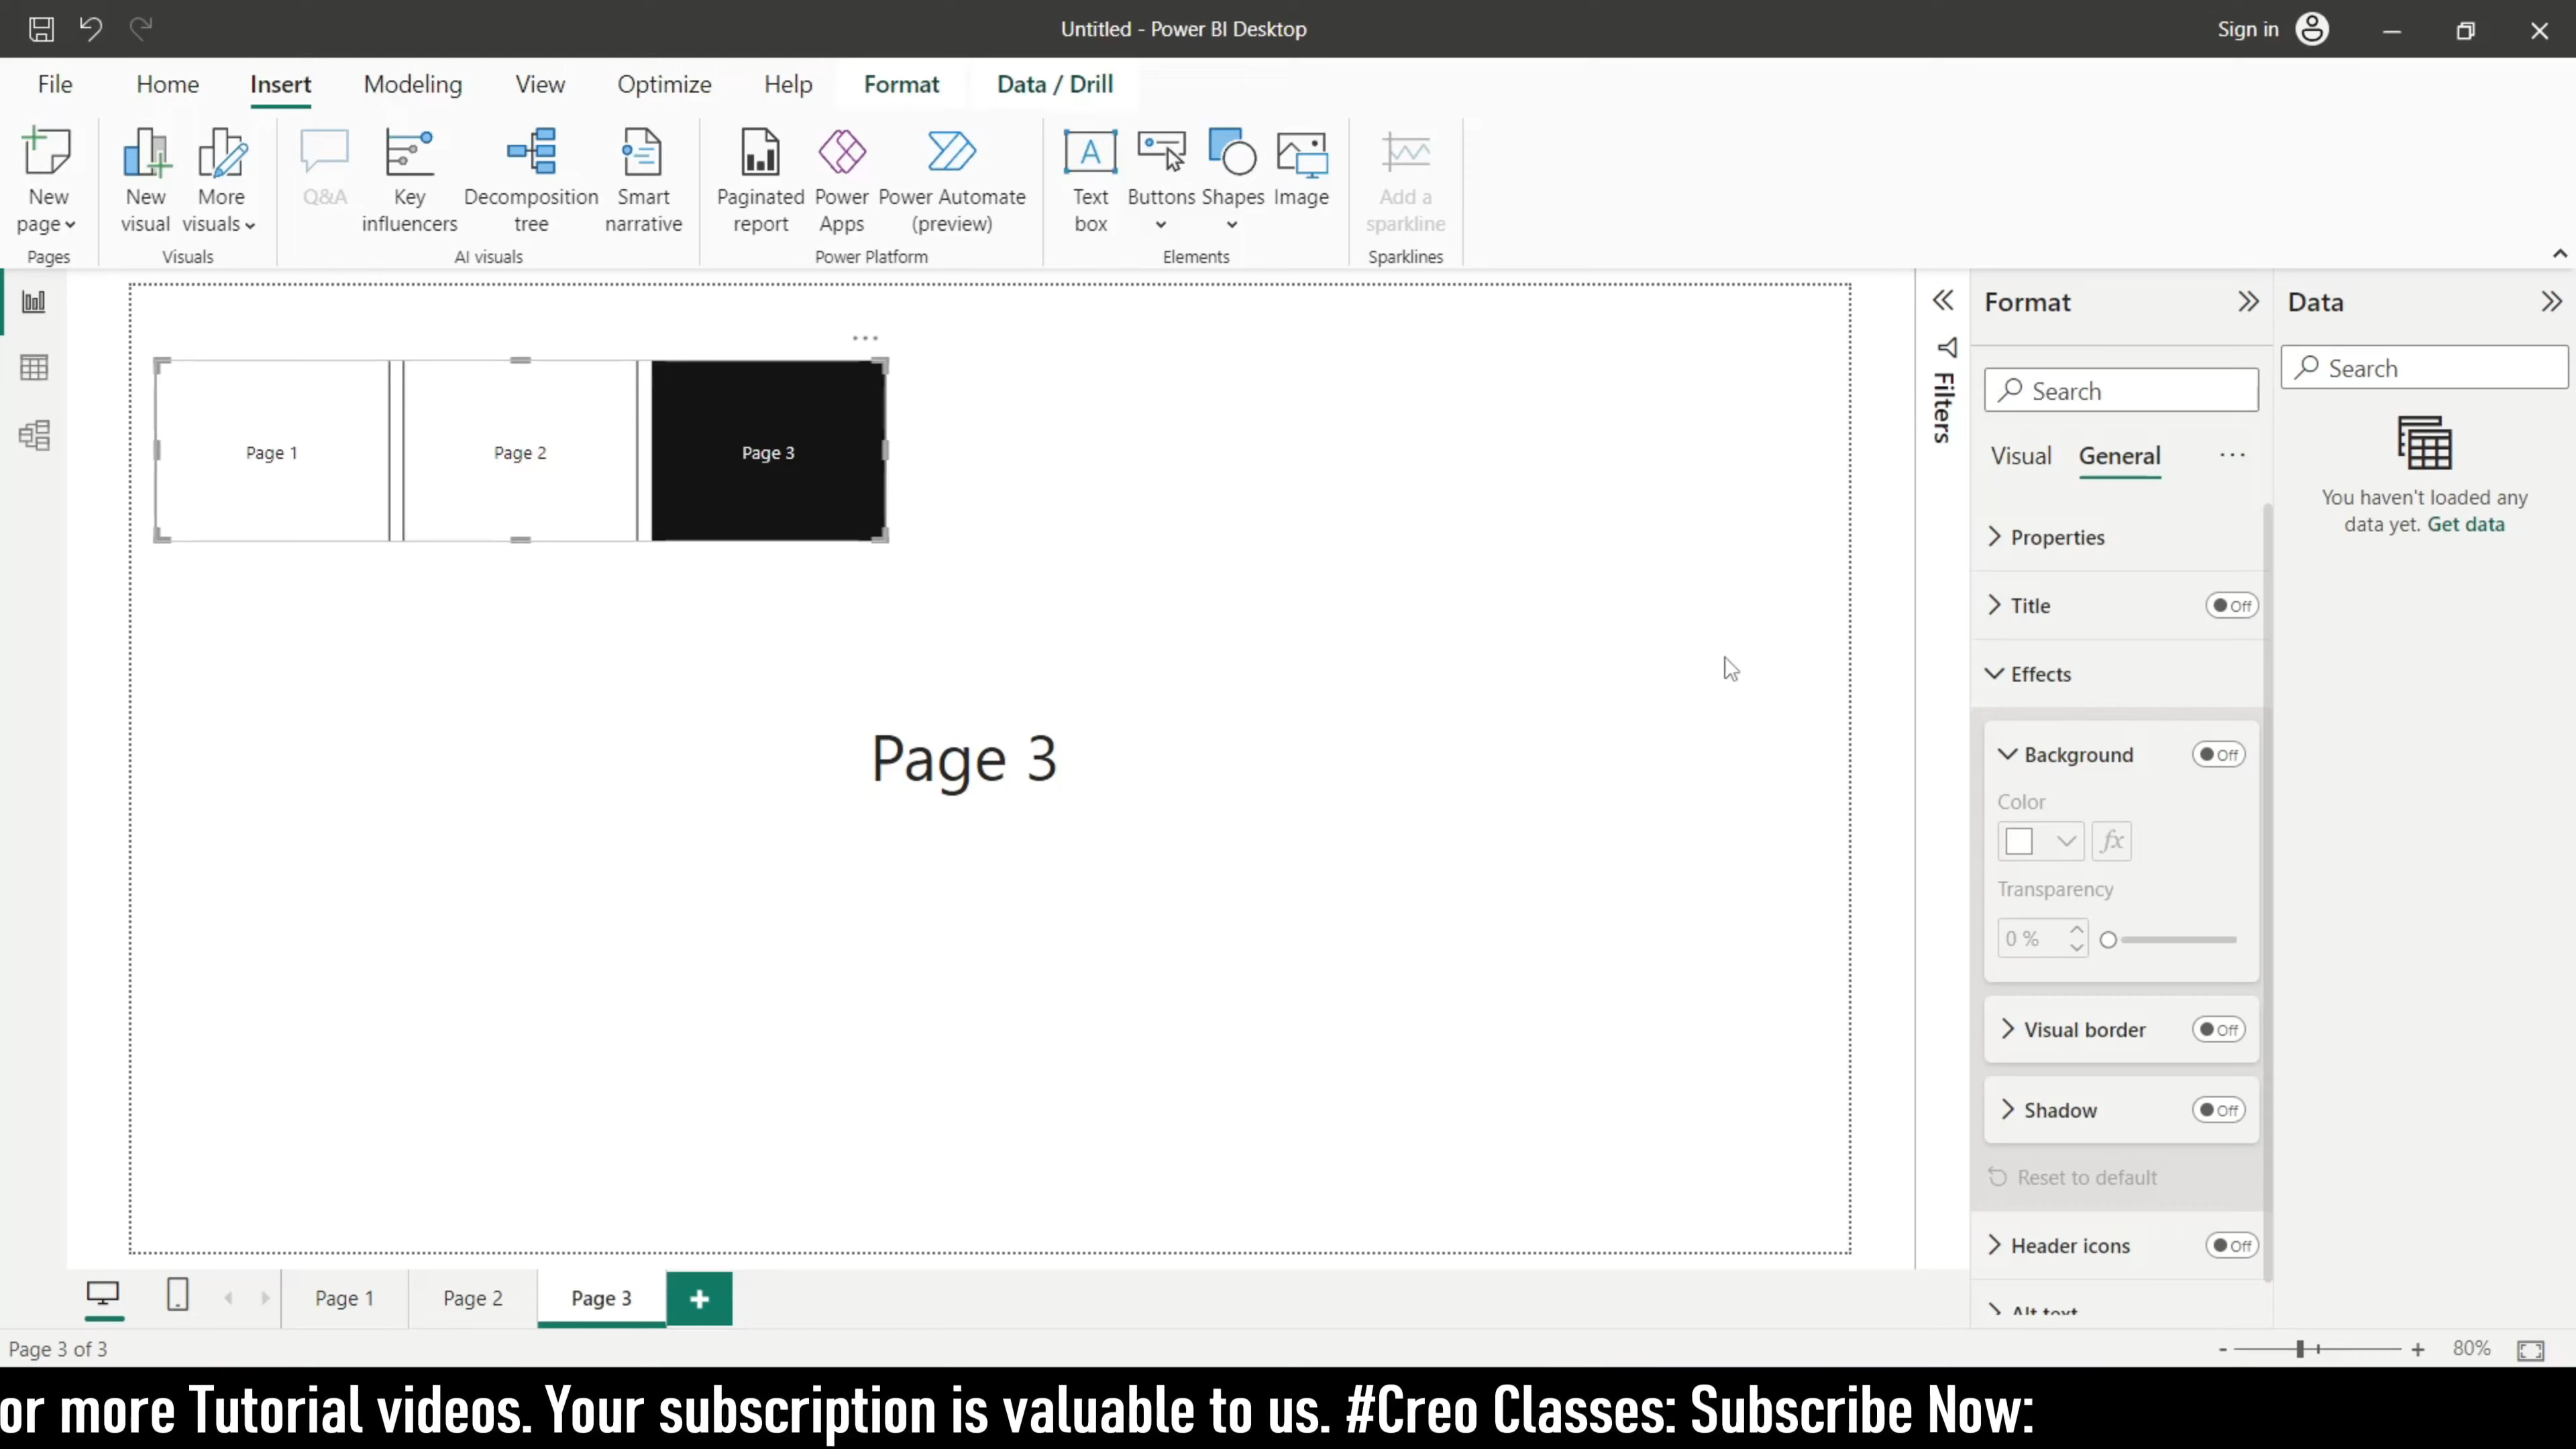 Untitled - Power BI Desktop
Sign in
File Home Insert Modeling View Optimize Help Format Data / Drill
New page
New visual
More visuals
Q&A
Key influencers
Decomposition tree
Smart narrative
Paginated report
Power Apps
Power Automate (preview)
Text box
Buttons
Shapes
Image
Add a sparkline
Pages Visuals AI visuals Power Platform Elements Sparklines
Page 1
Page 2
Page 3
Page 3
Filters
Format
Search
Visual General
Properties
Title Off
Effects
Background Off
Color
fx
Transparency
0 %
Visual border Off
Shadow Off
Reset to default
Header icons Off
Alt text
Data
Search
You haven't loaded any
data yet. Get data
Page 1 Page 2 Page 3
Page 3 of 3
- + 80%
or more Tutorial videos. Your subscription is valuable to us. #Creo Classes: Subscribe Now: